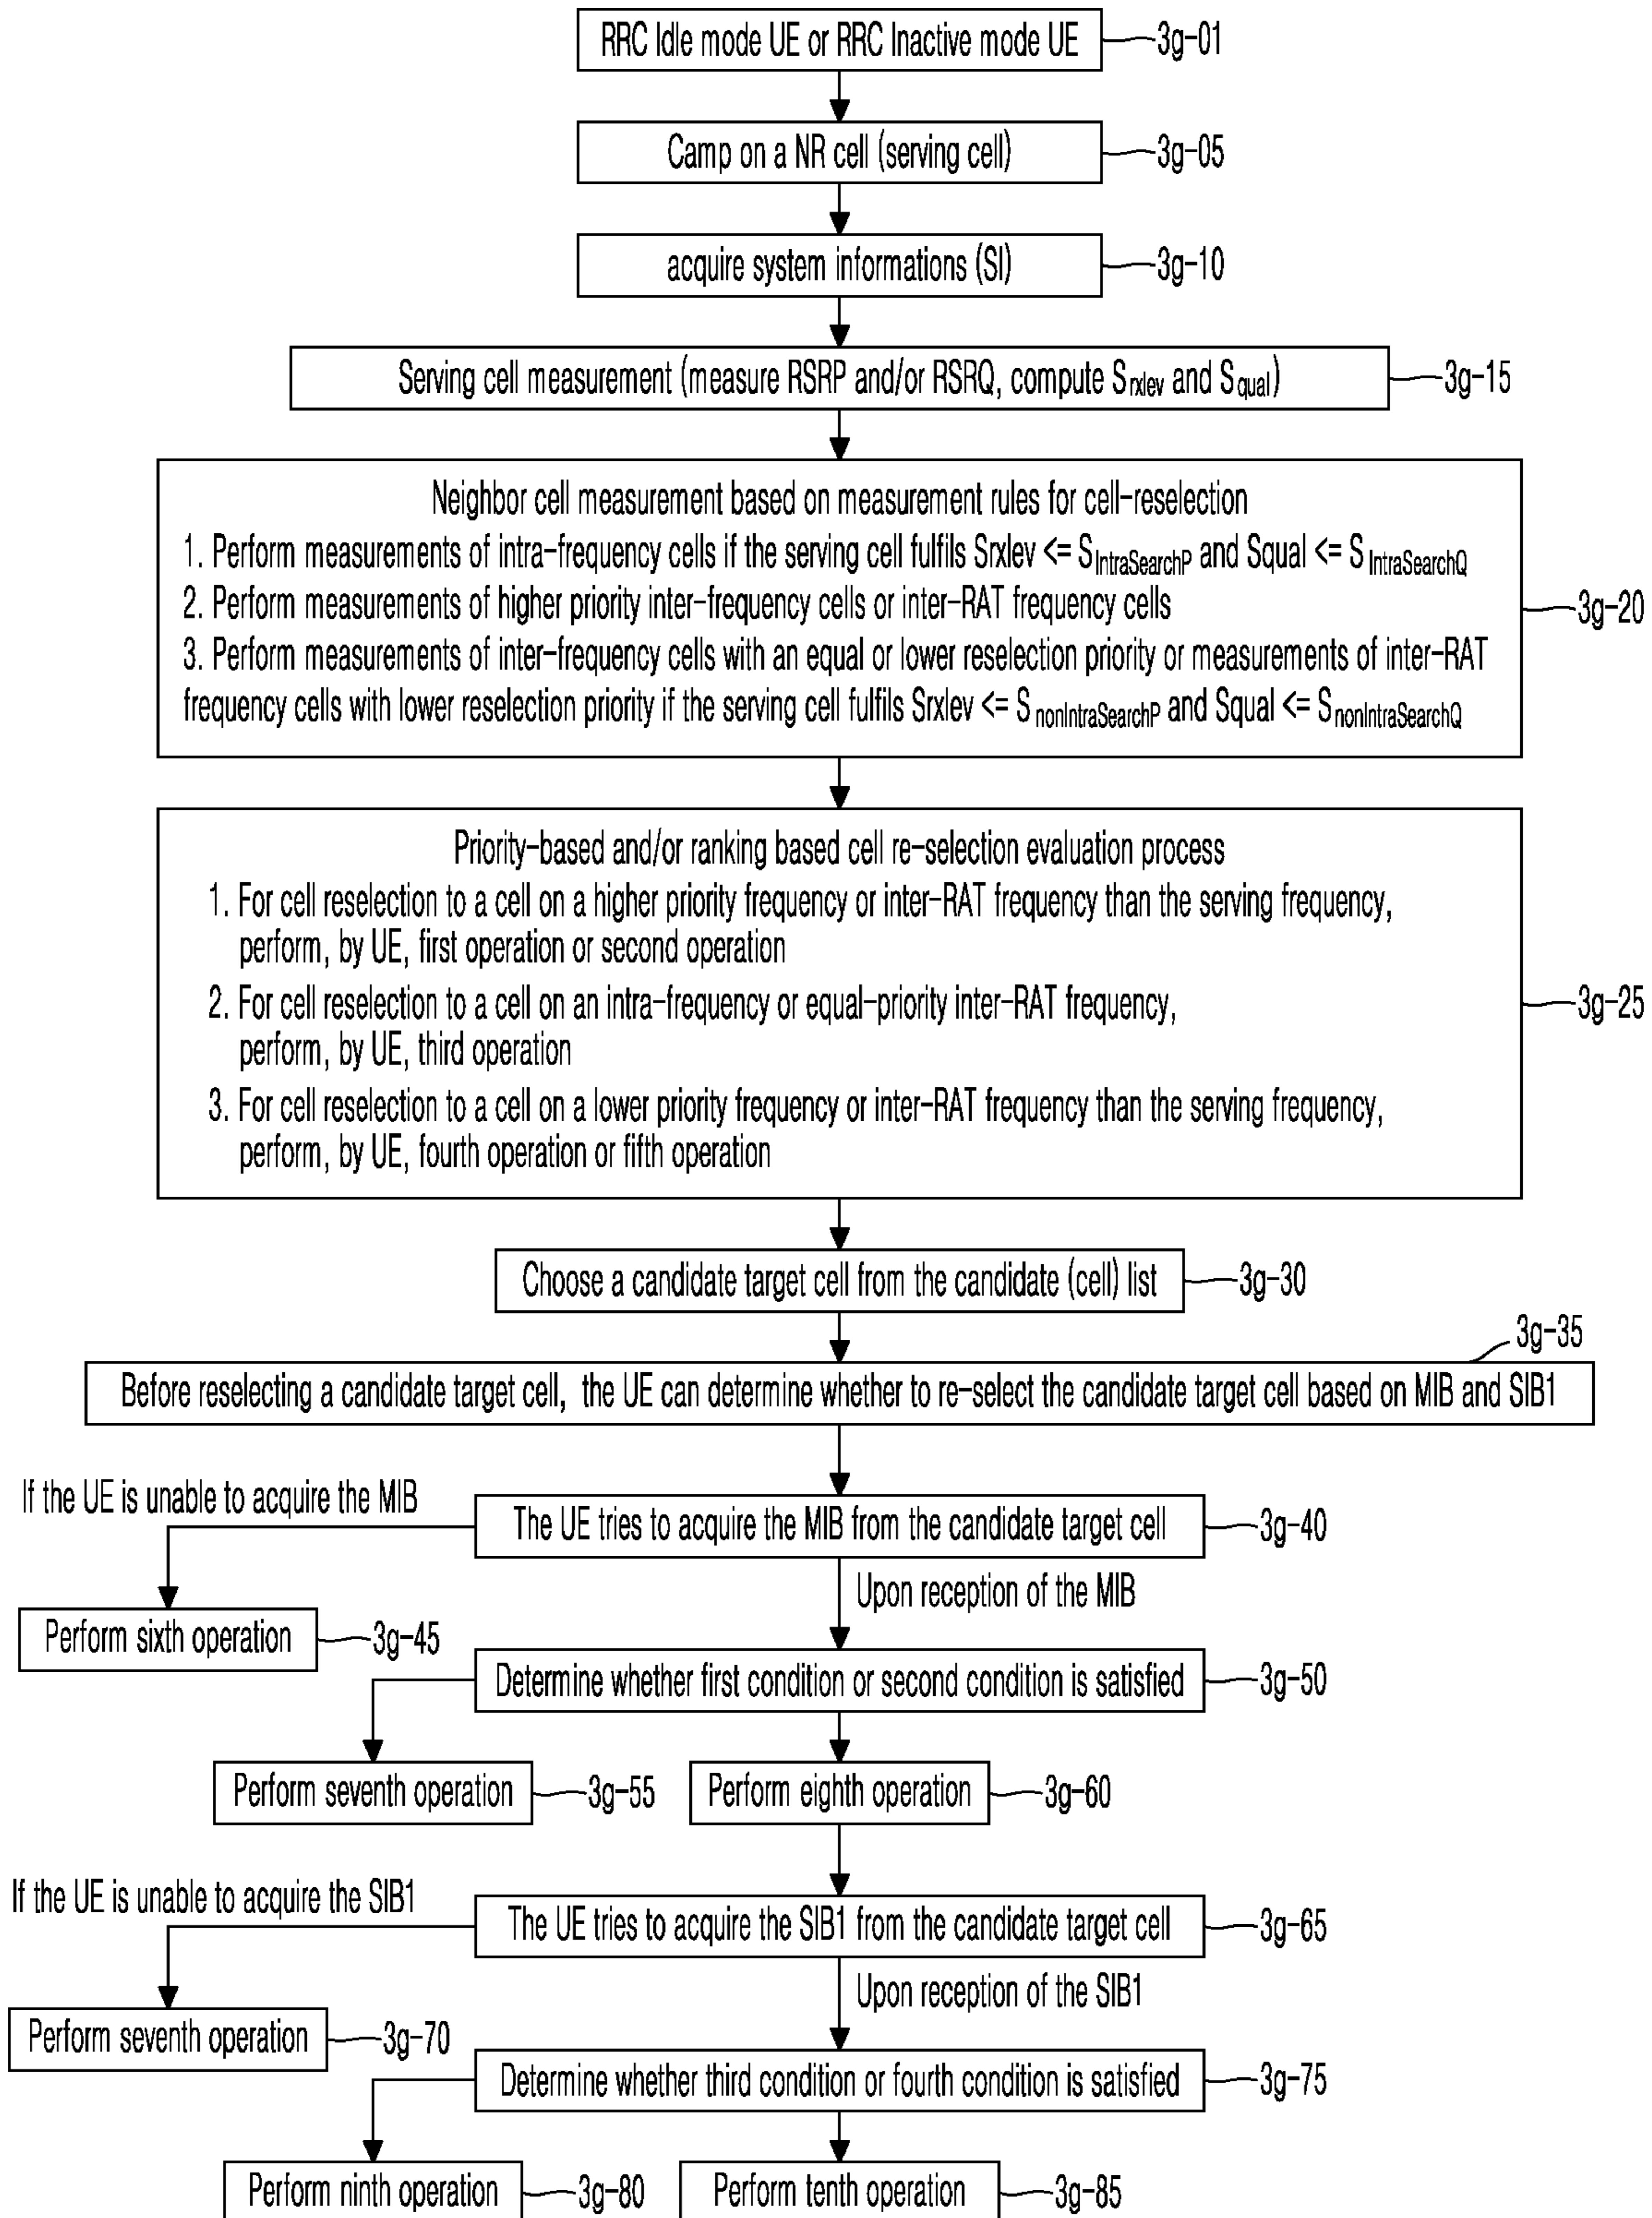 RRC Idle mode UE or RRC Inactive mode UE
3g-01
Camp on a NR cell (serving cell)
3g-05
acquire system informations (SI)
3g-10
Serving cell measurement (measure RSRP and/or RSRQ, compute Srxlev and Squal)
3g-15
Neighbor cell measurement based on measurement rules for cell-reselection
1. Perform measurements of intra-frequency cells if the serving cell fulfils Srxlev <= SIntraSearchP and Squal <= SIntraSearchQ
2. Perform measurements of higher priority inter-frequency cells or inter-RAT frequency cells
3. Perform measurements of inter-frequency cells with an equal or lower reselection priority or measurements of inter-RAT
frequency cells with lower reselection priority if the serving cell fulfils Srxlev <= SnonIntraSearchP and Squal <= SnonIntraSearchQ
3g-20
Priority-based and/or ranking based cell re-selection evaluation process
1. For cell reselection to a cell on a higher priority frequency or inter-RAT frequency than the serving frequency,
perform, by UE, first operation or second operation
2. For cell reselection to a cell on an intra-frequency or equal-priority inter-RAT frequency,
perform, by UE, third operation
3. For cell reselection to a cell on a lower priority frequency or inter-RAT frequency than the serving frequency,
perform, by UE, fourth operation or fifth operation
3g-25
Choose a candidate target cell from the candidate (cell) list
3g-30
3g-35
Before reselecting a candidate target cell, the UE can determine whether to re-select the candidate target cell based on MIB and SIB1
If the UE is unable to acquire the MIB
The UE tries to acquire the MIB from the candidate target cell
3g-40
Upon reception of the MIB
Perform sixth operation
3g-45
Determine whether first condition or second condition is satisfied
3g-50
Perform seventh operation
3g-55
Perform eighth operation
3g-60
If the UE is unable to acquire the SIB1
The UE tries to acquire the SIB1 from the candidate target cell
3g-65
Upon reception of the SIB1
Perform seventh operation
3g-70
Determine whether third condition or fourth condition is satisfied
3g-75
Perform ninth operation
3g-80
Perform tenth operation
3g-85